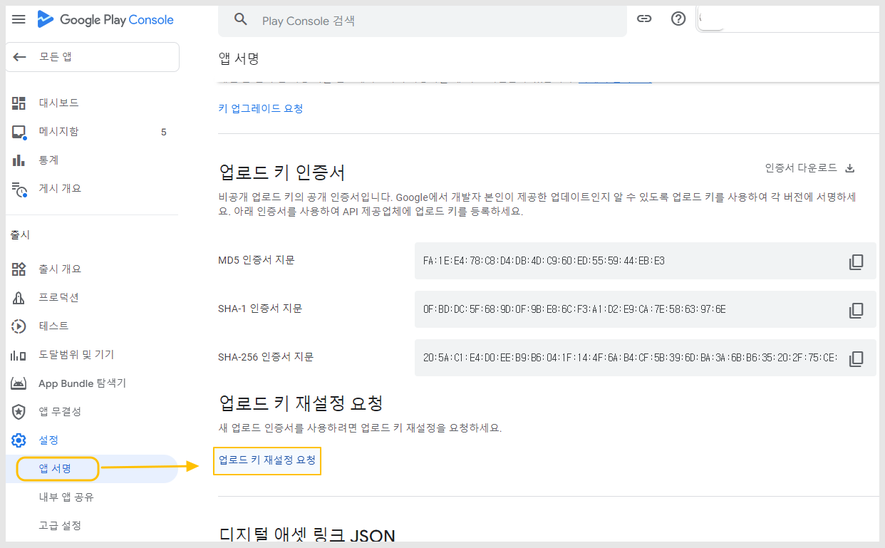 Google Play Console
Play Console 검색
모든 앱
앱 서명
키 업그레이드 요청
대시보드
메시지함 5
통계
게시 개요
출시
출시 개요
프로덕션
테스트
도달범위 및 기기
App Bundle 탐색기
앱 무결성
설정
앱 서명
내부 앱 공유
고급 설정
업로드 키 인증서
인증서 다운로드
비공개 업로드 키의 공개 인증서입니다. Google에서 개발자 본인이 제공한 업데이트인지 알 수 있도록 업로드 키를 사용하여 각 버전에 서명하세
요. 아래 인증서를 사용하여 API 제공업체에 업로드 키를 등록하세요.
MD5 인증서 지문
FA:1E:E4:78:C8:D4:DB:4D:C9:60:ED:55:59:44:EB:E3
SHA-1 인증서 지문
0F:BD:DC:5F:68:9D:0F:9B:E8:6C:F3:A1:D2:E9:CA:7E:58:63:97:6E
SHA-256 인증서 지문
20:5A:C1:E4:D0:EE:B9:B6:04:1F:14:4F:6A:B4:CF:5B:39:6D:BA:3A:6B:B6:35:20:2F:75:CE:
업로드 키 재설정 요청
새 업로드 인증서를 사용하려면 업로드 키 재설정을 요청하세요.
업로드 키 재설정 요청
디지털 애셋 링크 JSON